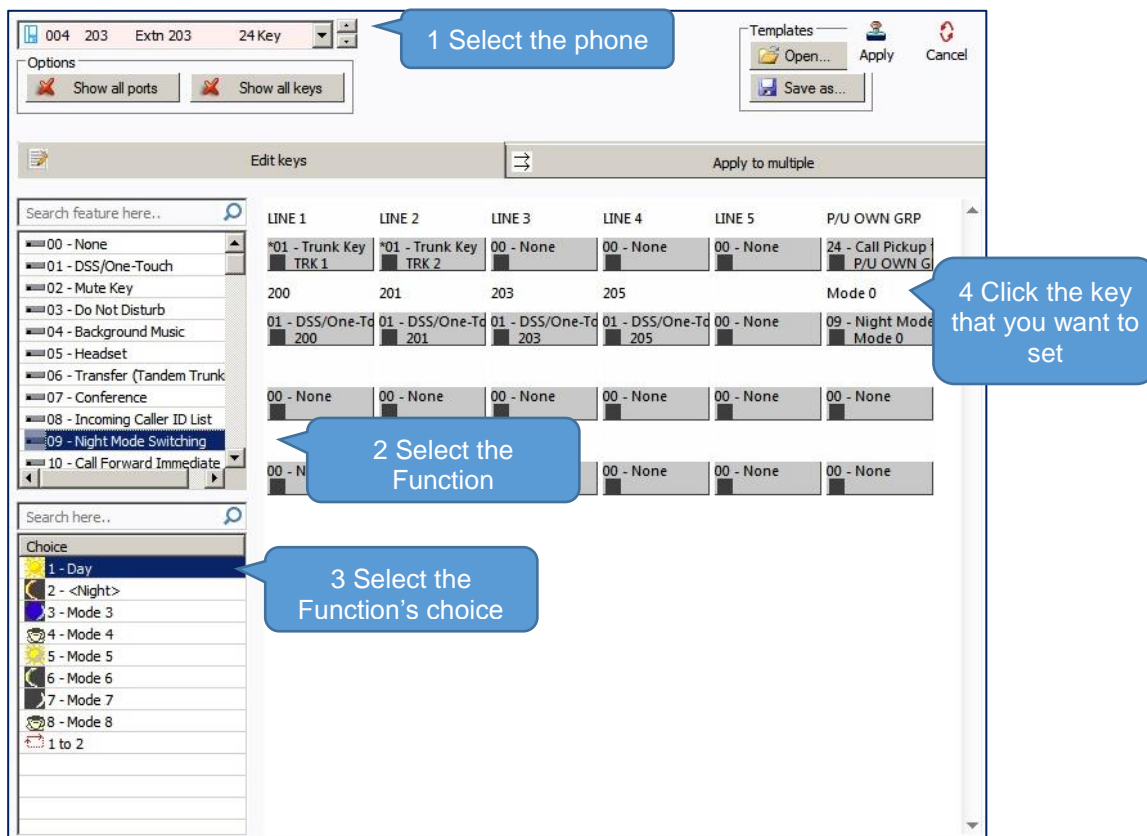 004 203 Extn 203 24 Key
1 Select the phone
Templates
Open...
Apply
Cancel
Save as...
Options
Show all ports
Show all keys
Edit keys
Apply to multiple
Search feature here..
00 - None
01 - DSS/One-Touch
02 - Mute Key
03 - Do Not Disturb
04 - Background Music
05 - Headset
06 - Transfer (Tandem Trunk
07 - Conference
08 - Incoming Caller ID List
09 - Night Mode Switching
10 - Call Forward Immediate
LINE 1 LINE 2 LINE 3 LINE 4 LINE 5 P/U OWN GRP
*01 - Trunk Key *01 - Trunk Key 00 - None 00 - None 00 - None 24 - Call Pickup
TRK 1 TRK 2 P/U OWN G
200 201 203 205 Mode 0
01 - DSS/One-To 01 - DSS/One-To 01 - DSS/One-To 01 - DSS/One-To 00 - None 09 - Night Mode
200 201 203 205 Mode 0
4 Click the key
that you want to
set
00 - None 00 - None 00 - None 00 - None 00 - None 00 - None
2 Select the
Function
00 - N 00 - None 00 - None 00 - None
Search here..
Choice
1 - Day
2 - <Night>
3 - Mode 3
4 - Mode 4
5 - Mode 5
6 - Mode 6
7 - Mode 7
8 - Mode 8
1 to 2
3 Select the
Function's choice